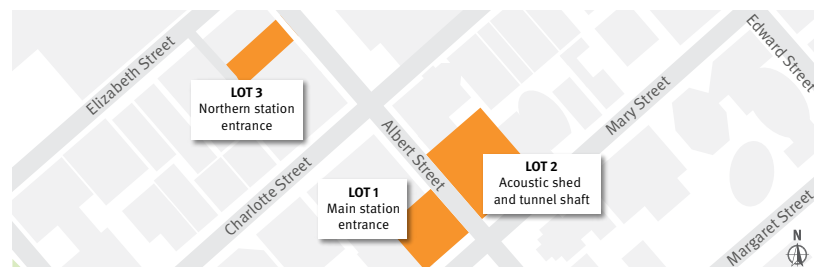 Elizabeth Street
LOT 3
Northern station
entrance
Charlotte Street
Albert Street
LOT 1
Main station
entrance
LOT 2
Acoustic shed
and tunnel shaft
Mary Street
Edward Street
Margaret Street
N